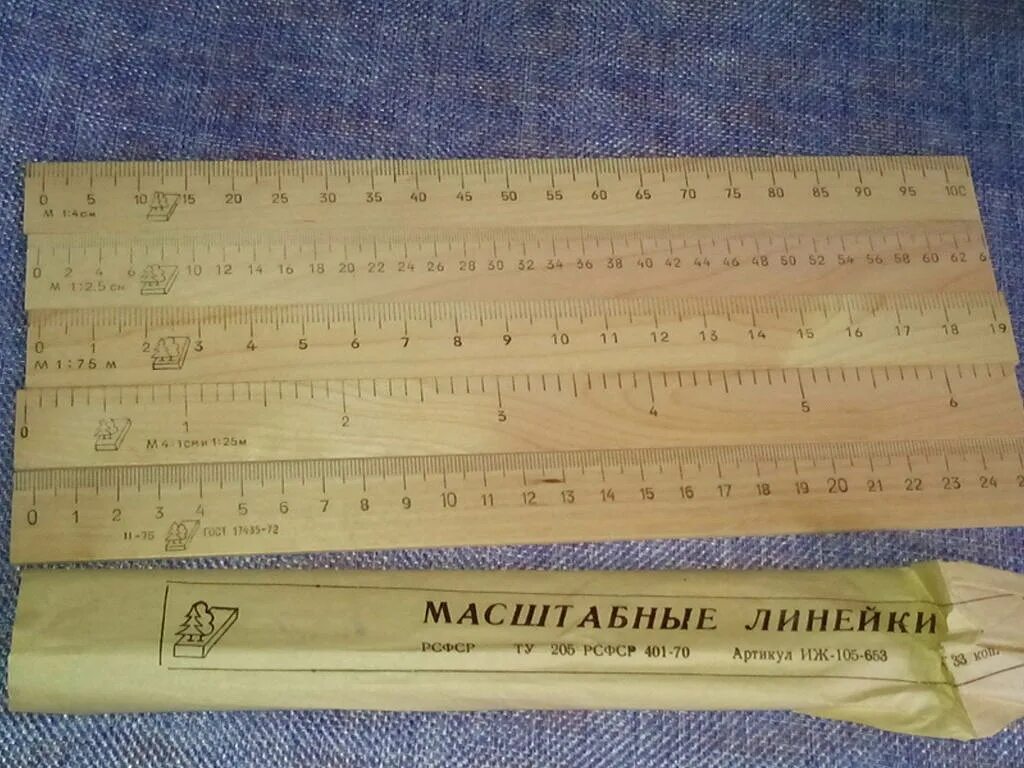 0 5 10 15 20 25 30 35 40 45 50 55 60 65 70 75 80 85 90 95 100
М 1:4см
0 2 4 6 10 12 14 16 18 20 22 24 26 28 30 32 34 36 38 40 42 44 46 48 50 52 54 56 58 60 62
М 1:2.5 см
0 1 2 3 4 5 6 7 8 9 10 11 12 13 14 15 16 17 18 19
М 1:75 м
0 1 2 3 4 5 6
М 4:1см и 1:25м
0 1 2 3 4 5 6 7 8 9 10 11 12 13 14 15 16 17 18 19 20 21 22 23 24
II-75 ГОСТ 17435-72
МАСШТАБНЫЕ ЛИНЕЙКИ
РСФСР ТУ 205 РСФСР 401-70 Артикул ИЖ-105-653 33 коп.